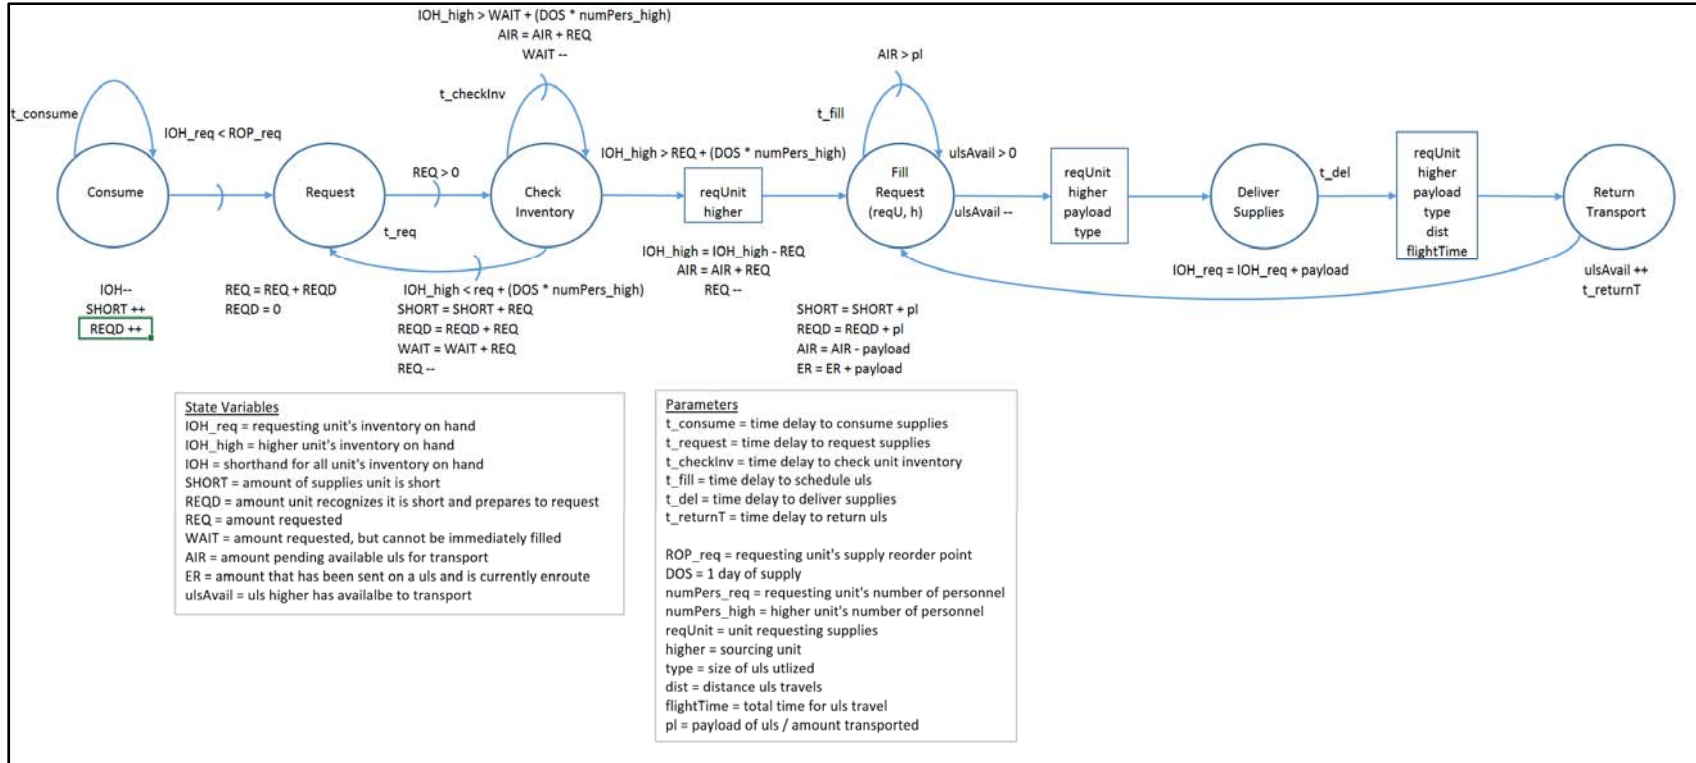 IOH_high > WAIT + (DOS * numPers_high)
AIR = AIR + REQ
WAIT --
t_consume
IOH_req < ROP_req
Consume
IOH--
SHORT ++
REQD ++
Request
t_req
REQ = REQ + REQD
REQD = 0
REQ > 0
t_checkInv
Check
Inventory
IOH_high < req + (DOS * numPers_high)
SHORT = SHORT + REQ
REQD = REQD + REQ
WAIT = WAIT + REQ
REQ --
IOH_high > REQ + (DOS * numPers_high)
reqUnit
higher
IOH_high = IOH_high - REQ
AIR = AIR + REQ
REQ --
AIR > pl
t_fill
Fill
Request
(reqU, h)
ulsAvail > 0
ulsAvail --
SHORT = SHORT + pl
REQD = REQD + pl
AIR = AIR - payload
ER = ER + payload
reqUnit
higher
payload
type
Deliver
Supplies
IOH_req = IOH_req + payload
t_del
reqUnit
higher
payload
type
dist
flightTime
Return
Transport
ulsAvail ++
t_returnT
State Variables
IOH_req = requesting unit's inventory on hand
IOH_high = higher unit's inventory on hand
IOH = shorthand for all unit's inventory on hand
SHORT = amount of supplies unit is short
REQD = amount unit recognizes it is short and prepares to request
REQ = amount requested
WAIT = amount requested, but cannot be immediately filled
AIR = amount pending available uls for transport
ER = amount that has been sent on a uls and is currently enroute
ulsAvail = uls higher has availalbe to transport
Parameters
t_consume = time delay to consume supplies
t_request = time delay to request supplies
t_checkInv = time delay to check unit inventory
t_fill = time delay to schedule uls
t_del = time delay to deliver supplies
t_returnT = time delay to return uls
ROP_req = requesting unit's supply reorder point
DOS = 1 day of supply
numPers_req = requesting unit's number of personnel
numPers_high = higher unit's number of personnel
reqUnit = unit requesting supplies
higher = sourcing unit
type = size of uls utlized
dist = distance uls travels
flightTime = total time for uls travel
pl = payload of uls / amount transported